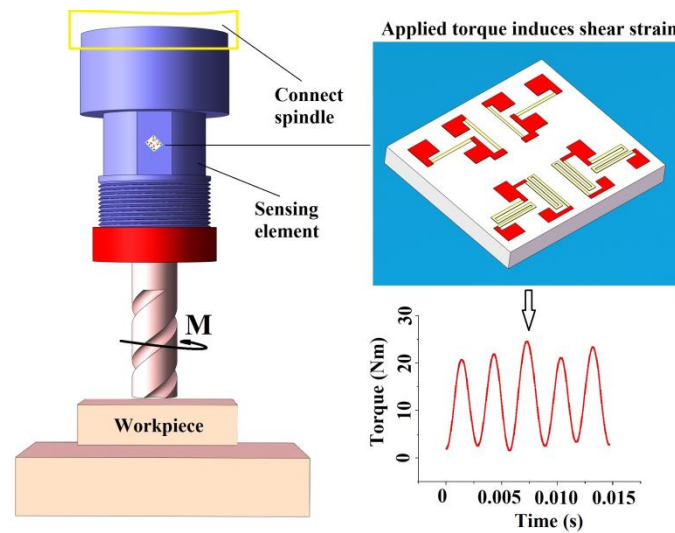 Applied torque induces shear strain
Connect
spindle
Sensing
element
M
Workpiece
Torque (Nm)
30
20
10
0
0
0.005
0.010
0.015
Time (s)